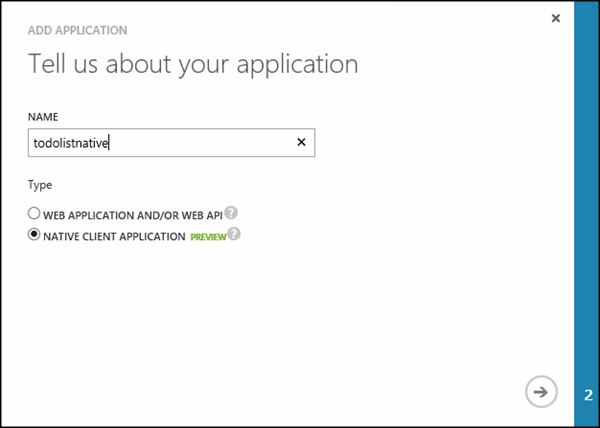 ADD APPLICATION
Tell us about your application
NAME
todolistnative
Type
WEB APPLICATION AND/OR WEB API ?
NATIVE CLIENT APPLICATION PREVIEW ?
2